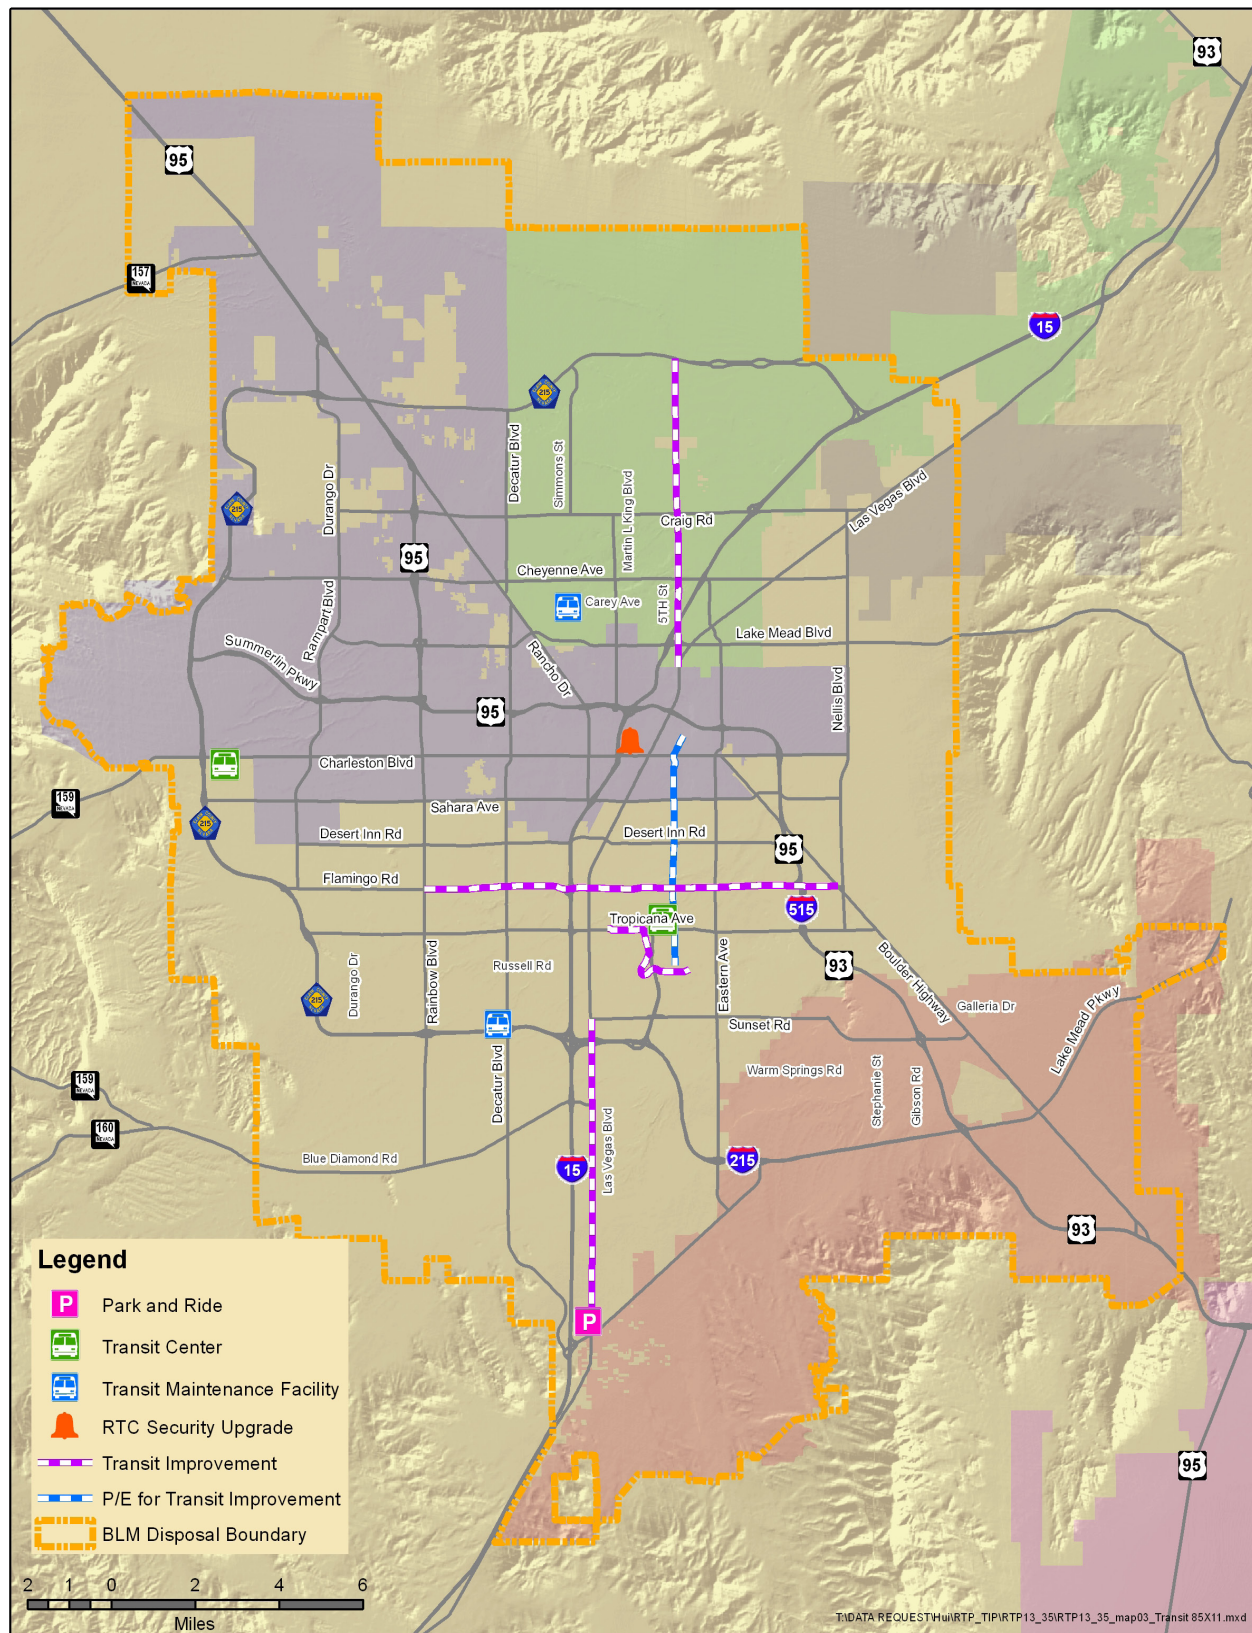 93
95
157
NEVADA
15
215
Decatur Blvd
Simmons St
Martin L King Blvd
Durango Dr
Las Vegas Blvd
215
Craig Rd
95
Cheyenne Ave
Carey Ave
5TH St
Rampart Blvd
Lake Mead Blvd
Summerlin Pkwy
Rancho Dr
Nellis Blvd
95
Charleston Blvd
159
NEVADA
Sahara Ave
215
Desert Inn Rd
Desert Inn Rd
95
Flamingo Rd
515
Tropicana Ave
Rainbow Blvd
Russell Rd
Eastern Ave
93
Boulder Highway
Durango Dr
215
Galleria Dr
Lake Mead Pkwy
Sunset Rd
Decatur Blvd
Warm Springs Rd
Stephanie St
Gibson Rd
159
NEVADA
160
NEVADA
Blue Diamond Rd
15
Las Vegas Blvd
215
93
Legend
P
Park and Ride
P
Transit Center
Transit Maintenance Facility
RTC Security Upgrade
Transit Improvement
95
P/E for Transit Improvement
BLM Disposal Boundary
2 1 0 2 4 6
Miles
T:\DATA REQUEST\Hui\RTP_TIP\RTP13_35\RTP13_35_map03_Transit 85X11.mxd